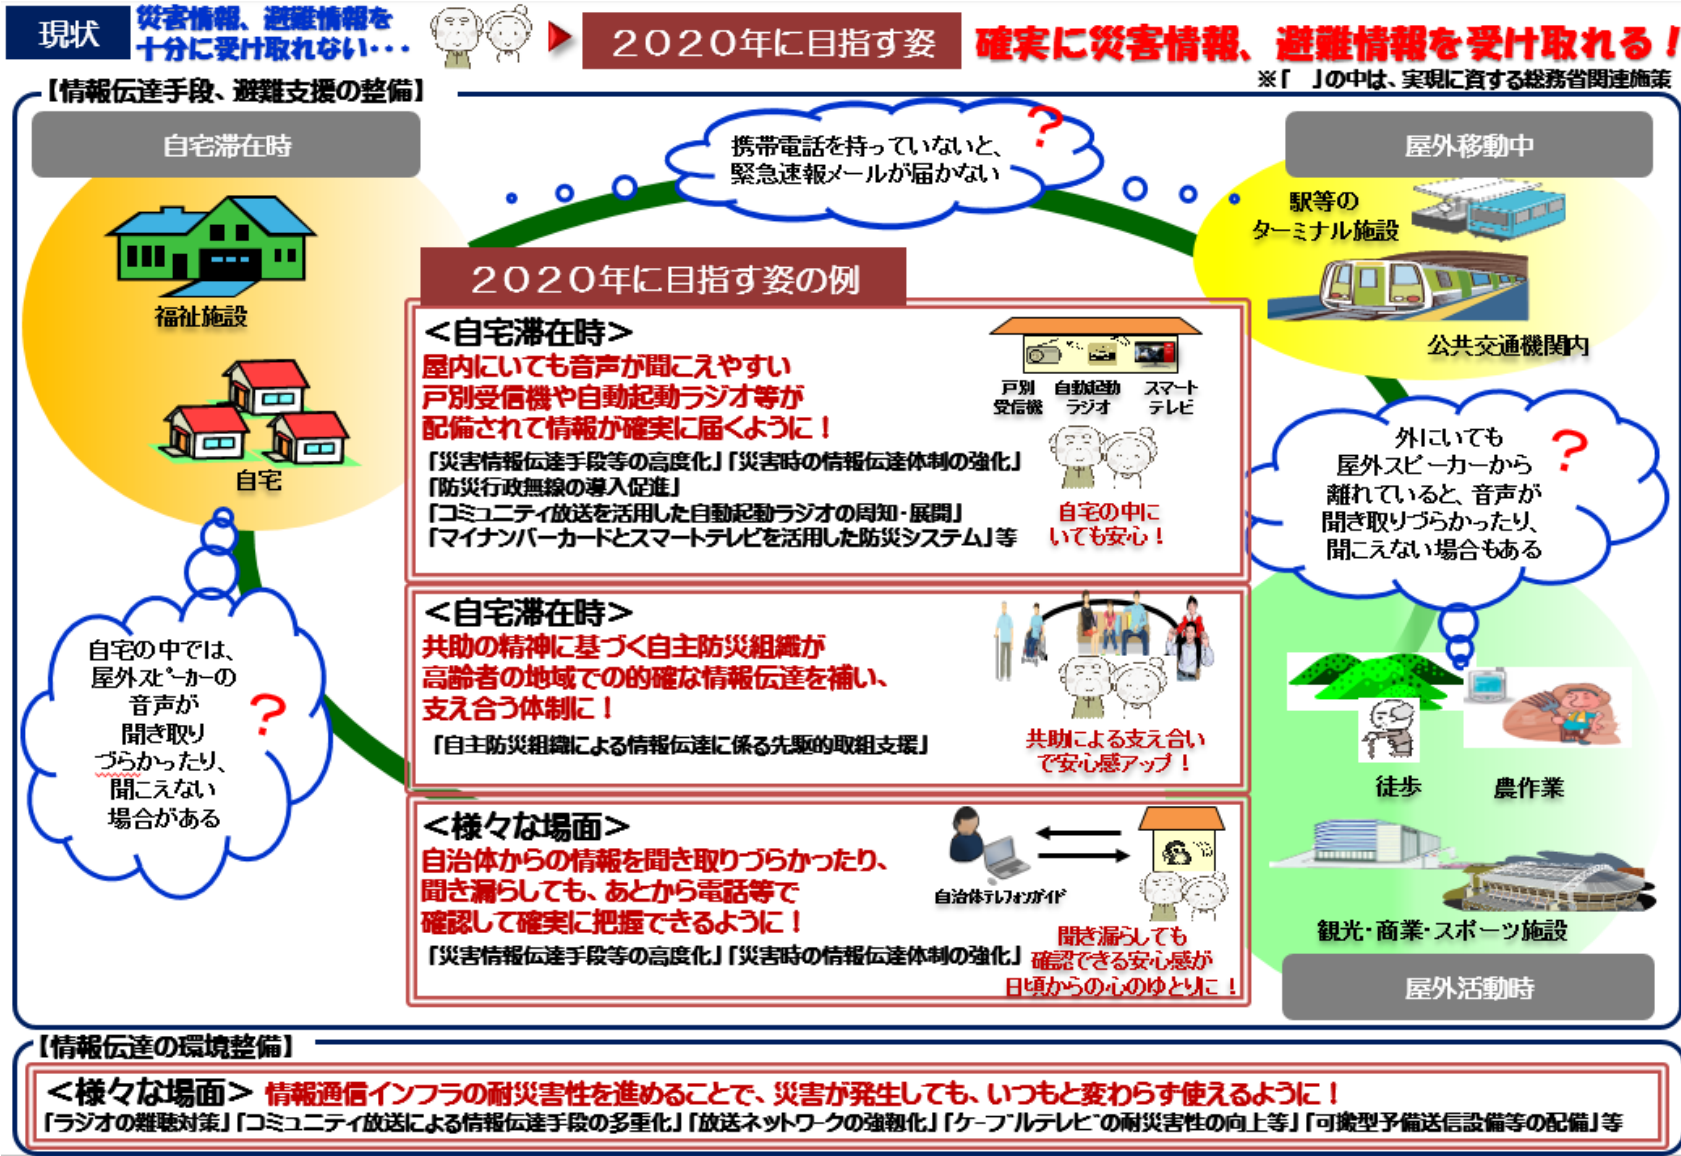 現状
災害情報、避難情報を
十分に受け取れない・・・
2020年に目指す姿
確実に災害情報、避難情報を受け取れる!
※「 」の中は、実現に資する総務省関連施策
【情報伝達手段、避難支援の整備】
自宅滞在時
福祉施設
自宅
自宅の中では、
屋外スピーカーの
音声が
聞き取り
づらかったり、
聞こえない
場合がある
?
携帯電話を持っていないと、
緊急速報メールが届かない
?
屋外移動中
駅等の
ターミナル施設
公共交通機関内
外にいても
屋外スピーカーから
離れていると、音声が
聞き取りづらかったり、
聞こえない場合もある
?
徒歩
農作業
観光・商業・スポーツ施設
屋外活動時
2020年に目指す姿の例
<自宅滞在時>
屋内にいても音声が聞こえやすい
戸別受信機や自動起動ラジオ等が
配備されて情報が確実に届くように!
「災害情報伝達手段等の高度化」「災害時の情報伝達体制の強化」
「防災行政無線の導入促進」
「コミュニティ放送を活用した自動起動ラジオの周知・展開」
「マイナンバーカードとスマートテレビを活用した防災システム」等
戸別
受信機
自動起動
ラジオ
スマート
テレビ
自宅の中に
いても安心!
<自宅滞在時>
共助の精神に基づく自主防災組織が
高齢者の地域での的確な情報伝達を補い、
支え合う体制に!
「自主防災組織による情報伝達に係る先駆的取組支援」
共助による支え合い
で安心感アップ!
<様々な場面>
自治体からの情報を聞き取りづらかったり、
聞き漏らしても、あとから電話等で
確認して確実に把握できるように!
「災害情報伝達手段等の高度化」「災害時の情報伝達体制の強化」
自治体テレフォンガイド
聞き漏らしても
確認できる安心感が
日頃からの心のゆとりに!
【情報伝達の環境整備】
<様々な場面> 情報通信インフラの耐災害性を進めることで、災害が発生しても、いつもと変わらず使えるように!
「ラジオの難聴対策」「コミュニティ放送による情報伝達手段の多重化」「放送ネットワークの強靱化」「ケーブルテレビの耐災害性の向上等」「可搬型予備送信設備等の配備」等